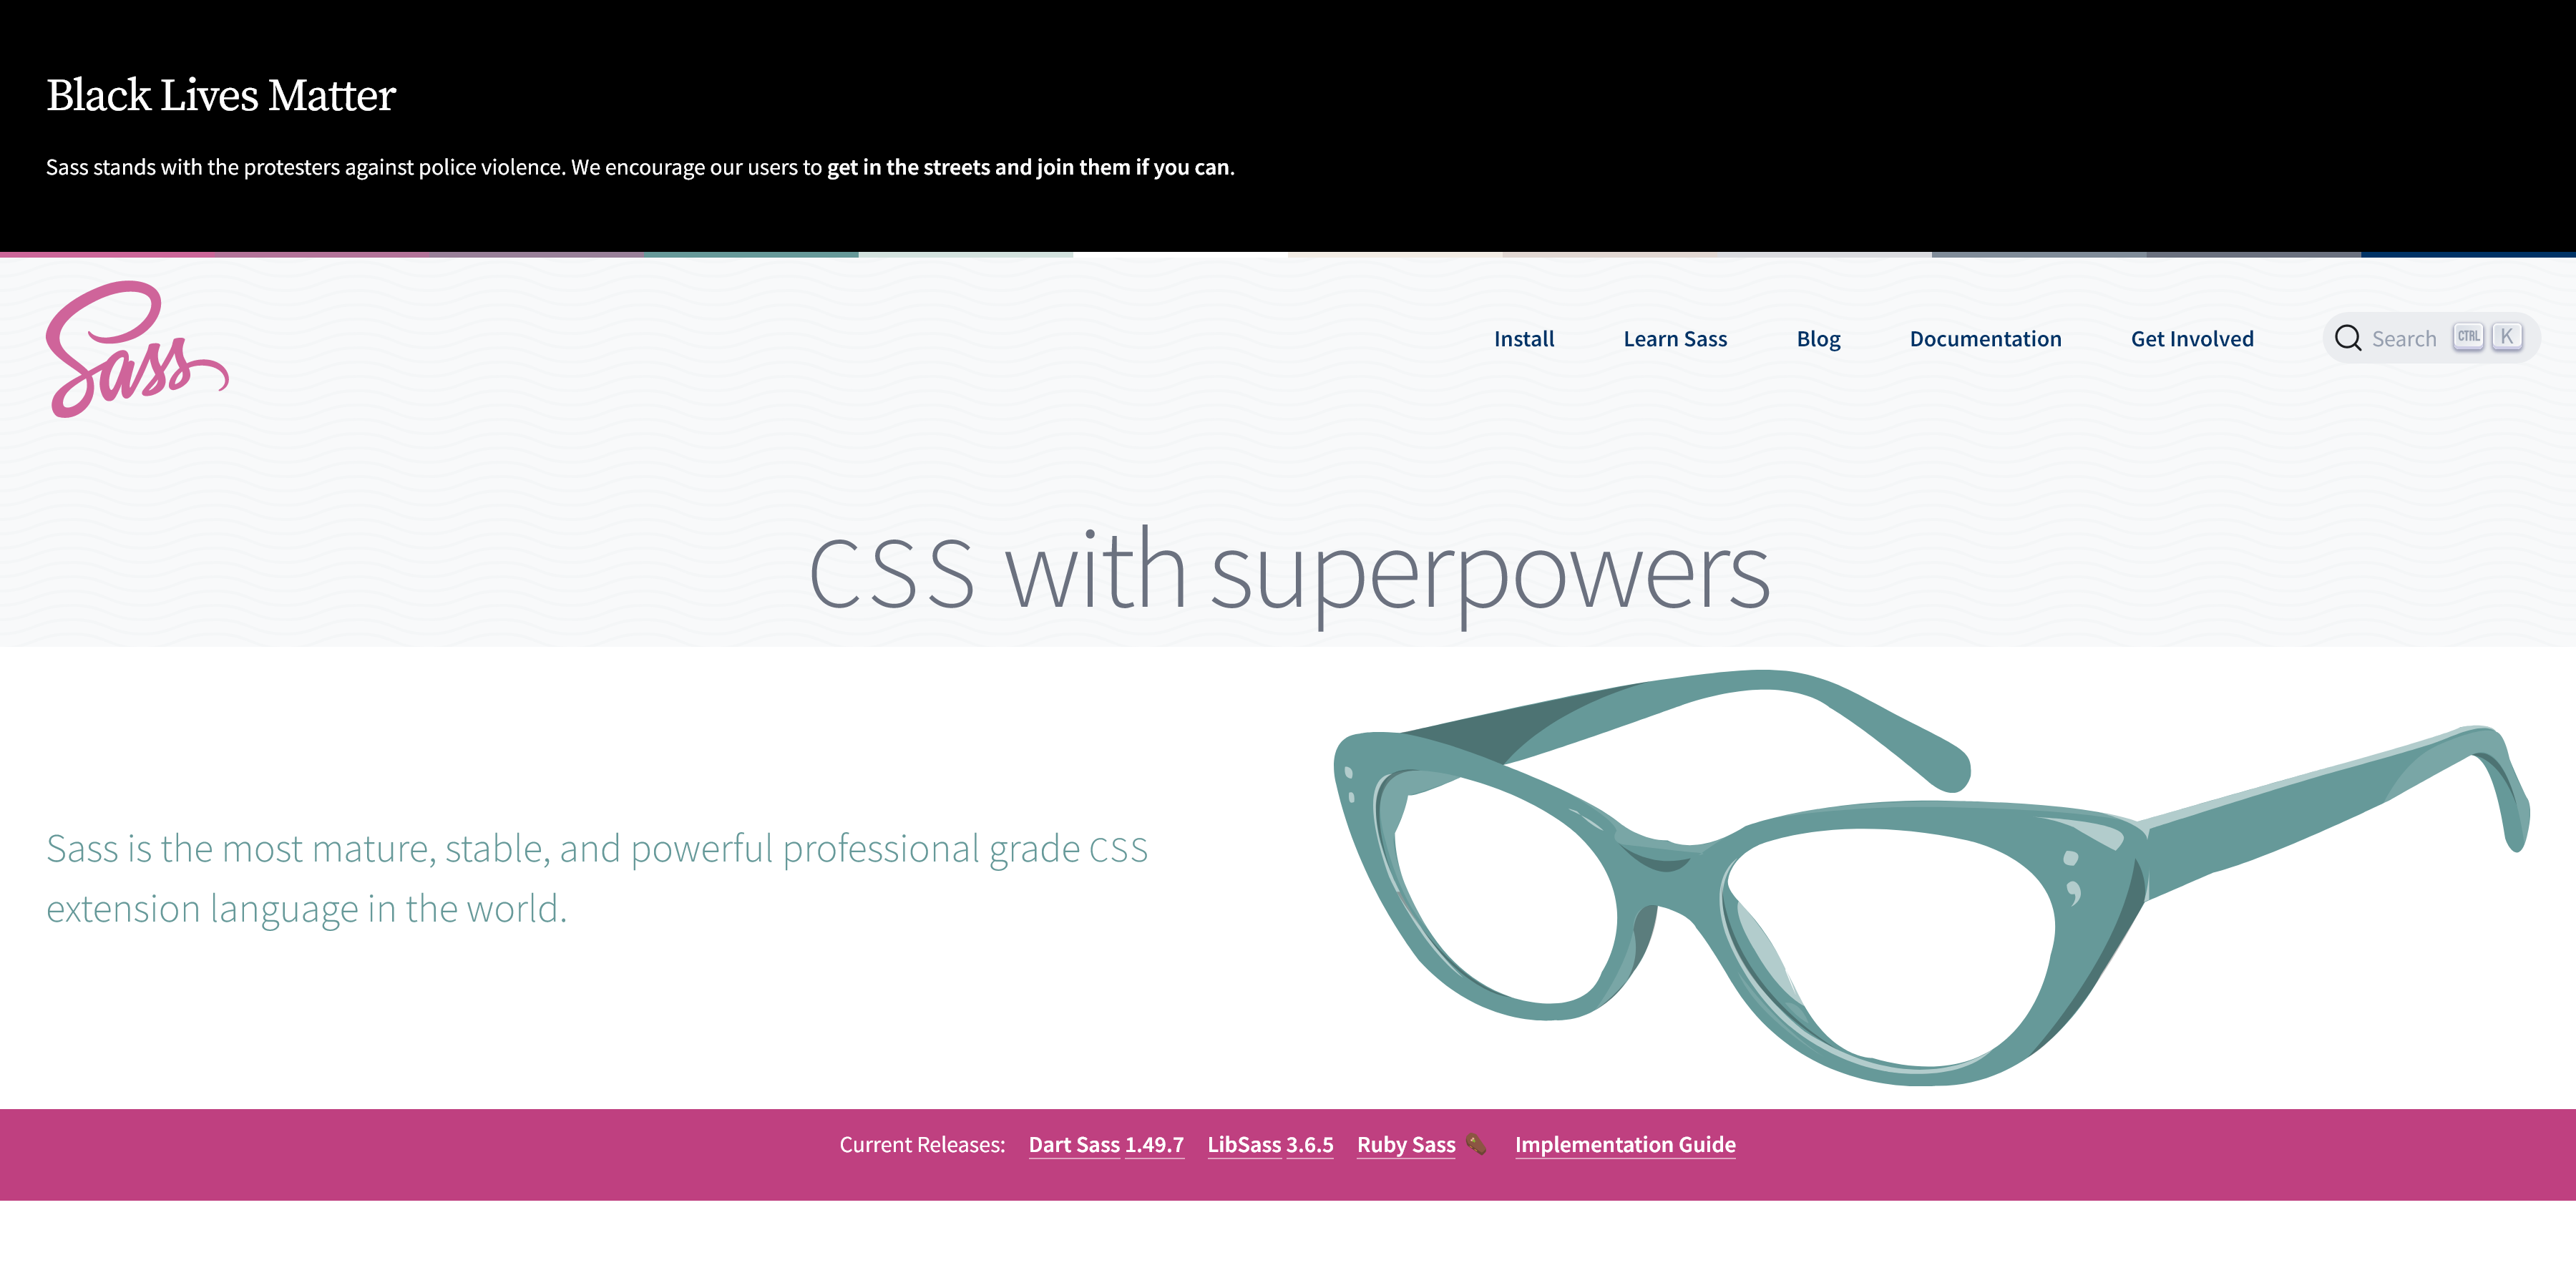 Black Lives Matter
Sass stands with the protesters against police violence. We encourage our users to get in the streets and join them if you can.
Sass
Install Learn Sass Blog Documentation Get Involved Search CTRL K
CSS with superpowers
Sass is the most mature, stable, and powerful professional grade CSS
extension language in the world.
Current Releases: Dart Sass 1.49.7 LibSass 3.6.5 Ruby Sass Implementation Guide